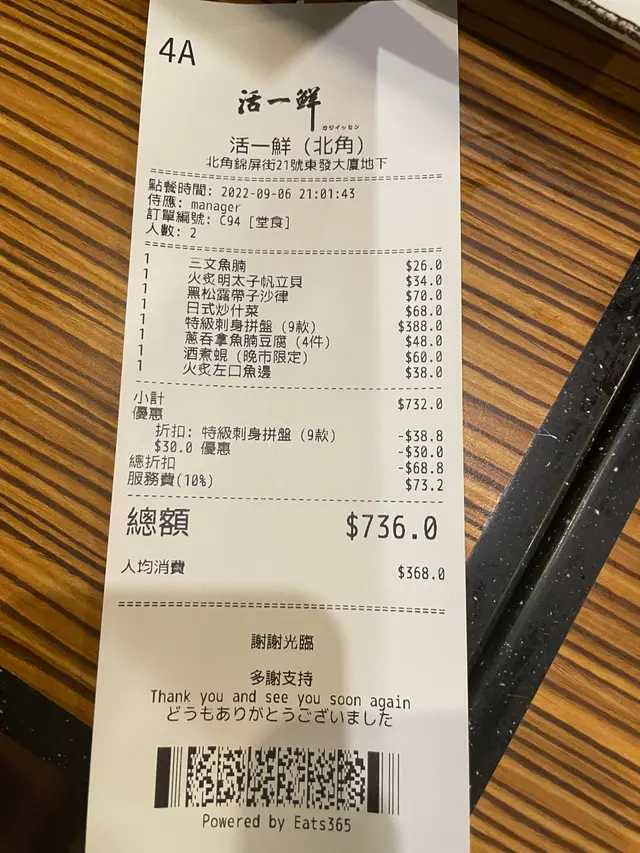 4A
活一鮮
カツイッセン
活一鮮 (北角)
北角錦屏街21號東發大廈地下
點餐時間: 2022-09-06 21:01:43
侍應: manager
訂單編號: C94 [堂食]
人數: 2
1 三文魚腩 $26.0
1 火炙明太子帆立貝 $34.0
1 黑松露帶子沙律 $70.0
1 日式炒什菜 $68.0
1 特級刺身拼盤 (9款) $388.0
1 蔥吞拿魚腩豆腐 (4件) $48.0
1 酒煮蜆 (晚市限定) $60.0
1 火炙左口魚邊 $38.0
小計 $732.0
優惠
折扣: 特級刺身拼盤 (9款) -$38.8
$30.0 優惠 -$30.0
總折扣 -$68.8
服務費(10%) $73.2
總額 $736.0
人均消費 $368.0
謝謝光臨
多謝支持
Thank you and see you soon again
どうもありがとうございました
Powered by Eats365